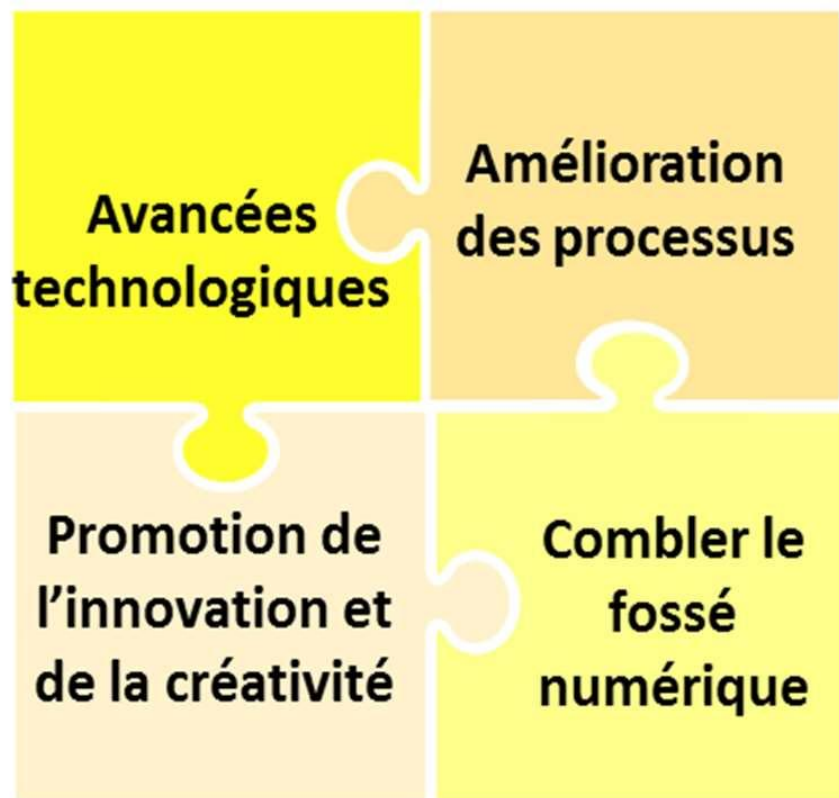 Avancées
technologiques
Amélioration
des processus
Promotion de
l’innovation et
de la créativité
Combler le
fossé
numérique